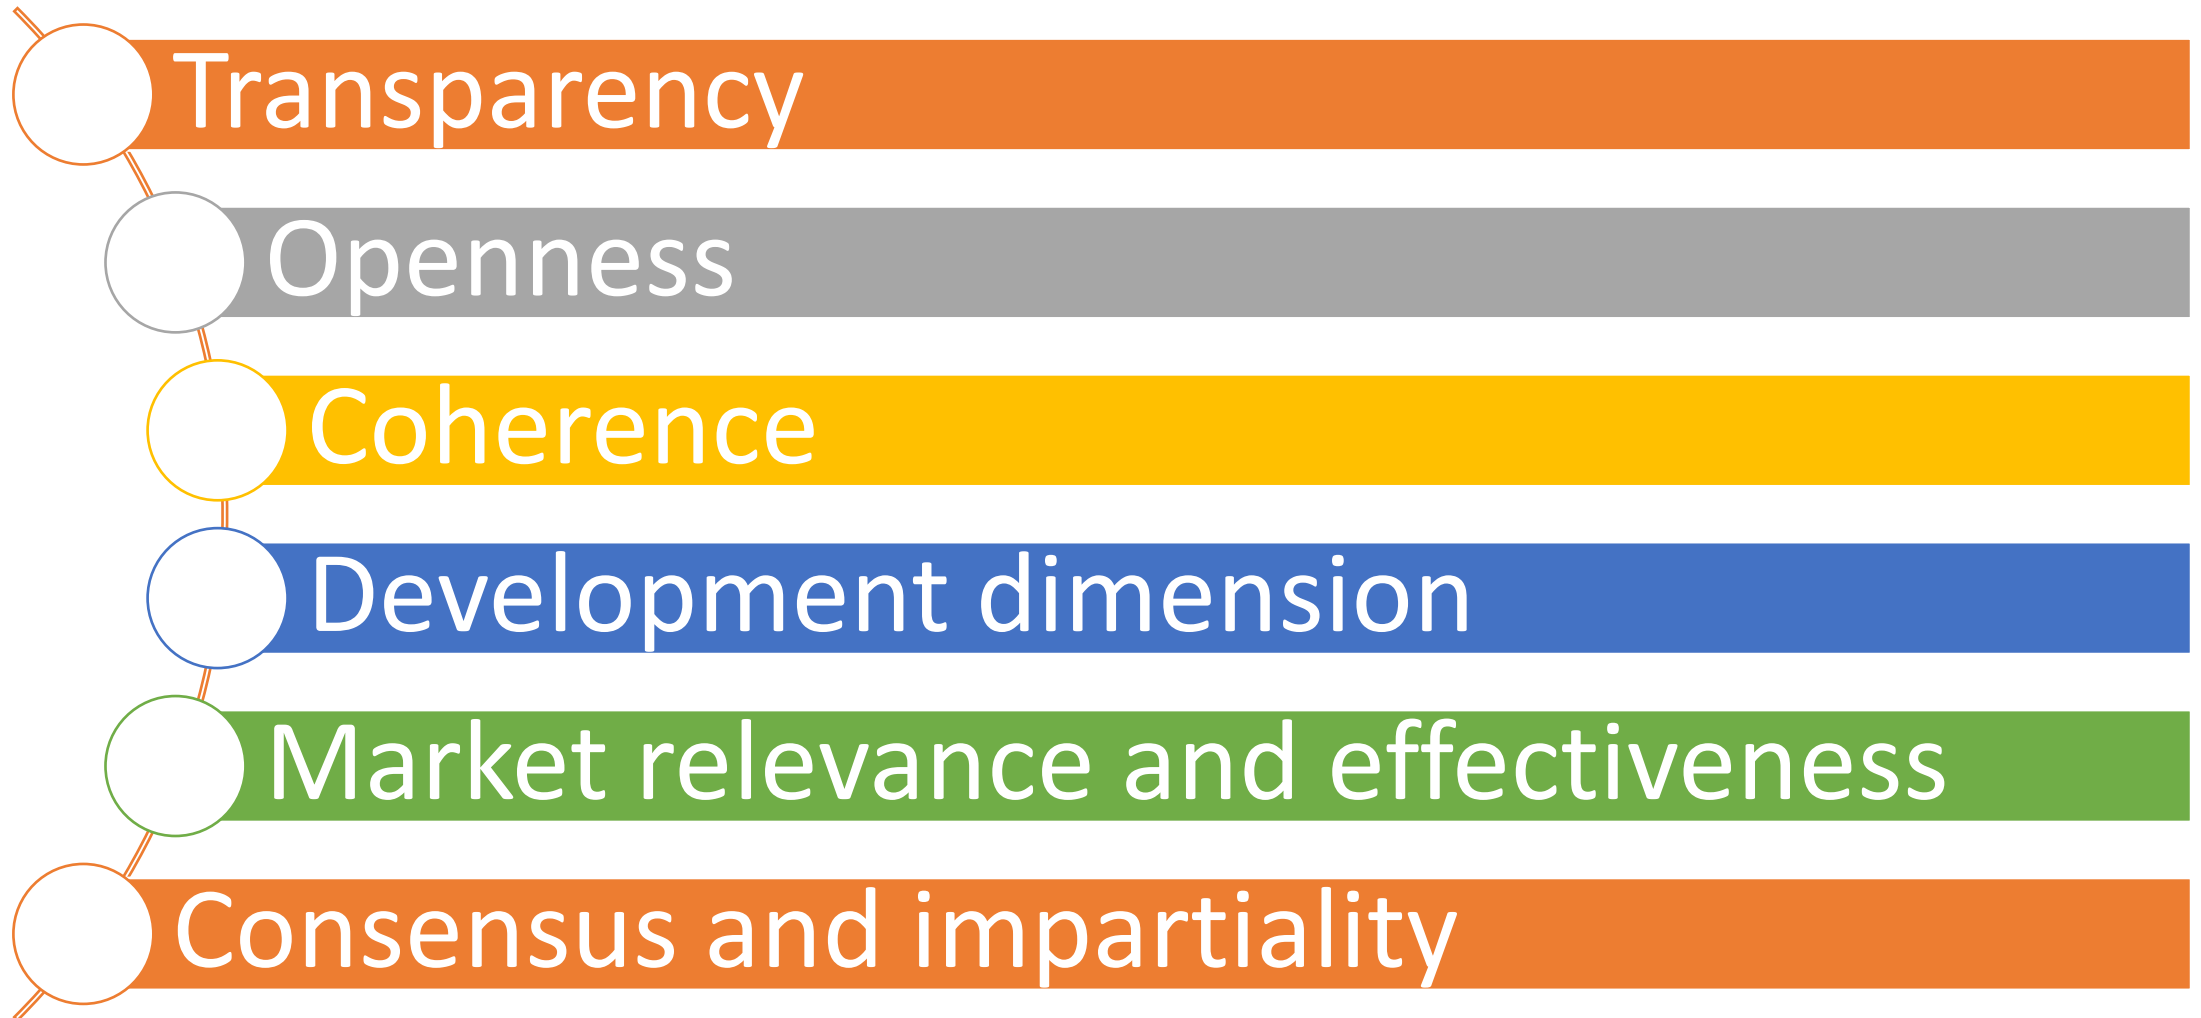 Transparency
Openness
Coherence
Development dimension
Market relevance and effectiveness
Consensus and impartiality